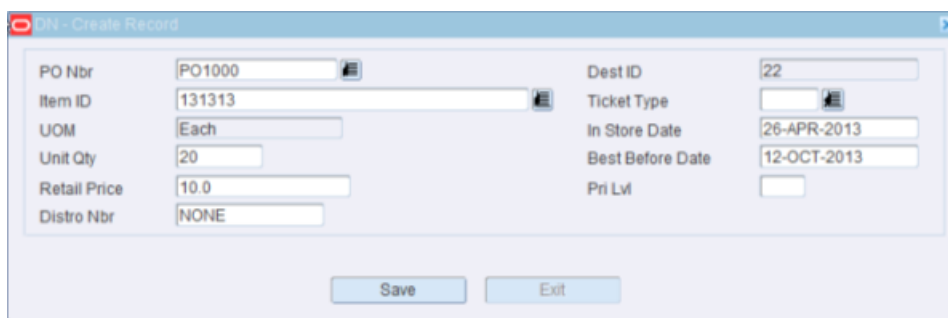 DN - Create Record
PO Nbr PO1000 Dest ID 22
Item ID 131313 Ticket Type
UOM Each In Store Date 26-APR-2013
Unit Qty 20 Best Before Date 12-OCT-2013
Retail Price 10.0 Pri Lvl
Distro Nbr NONE
Save Exit